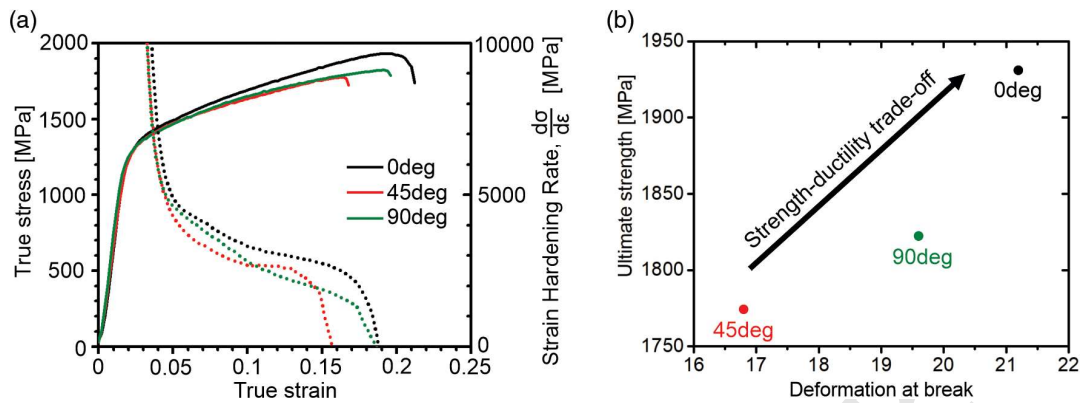 (a)
2000
1500
1000
500
0
True stress [MPa]
0
0.05
0.10
0.15
0.20
0.25
True strain
10000
5000
0
Strain Hardening Rate, dσ/dε [MPa]
0deg
45deg
90deg
(b)
1950
1900
1850
1800
1750
Ultimate strength [MPa]
16
17
18
19
20
21
22
Deformation at break
Strength-ductility trade-off
0deg
90deg
45deg